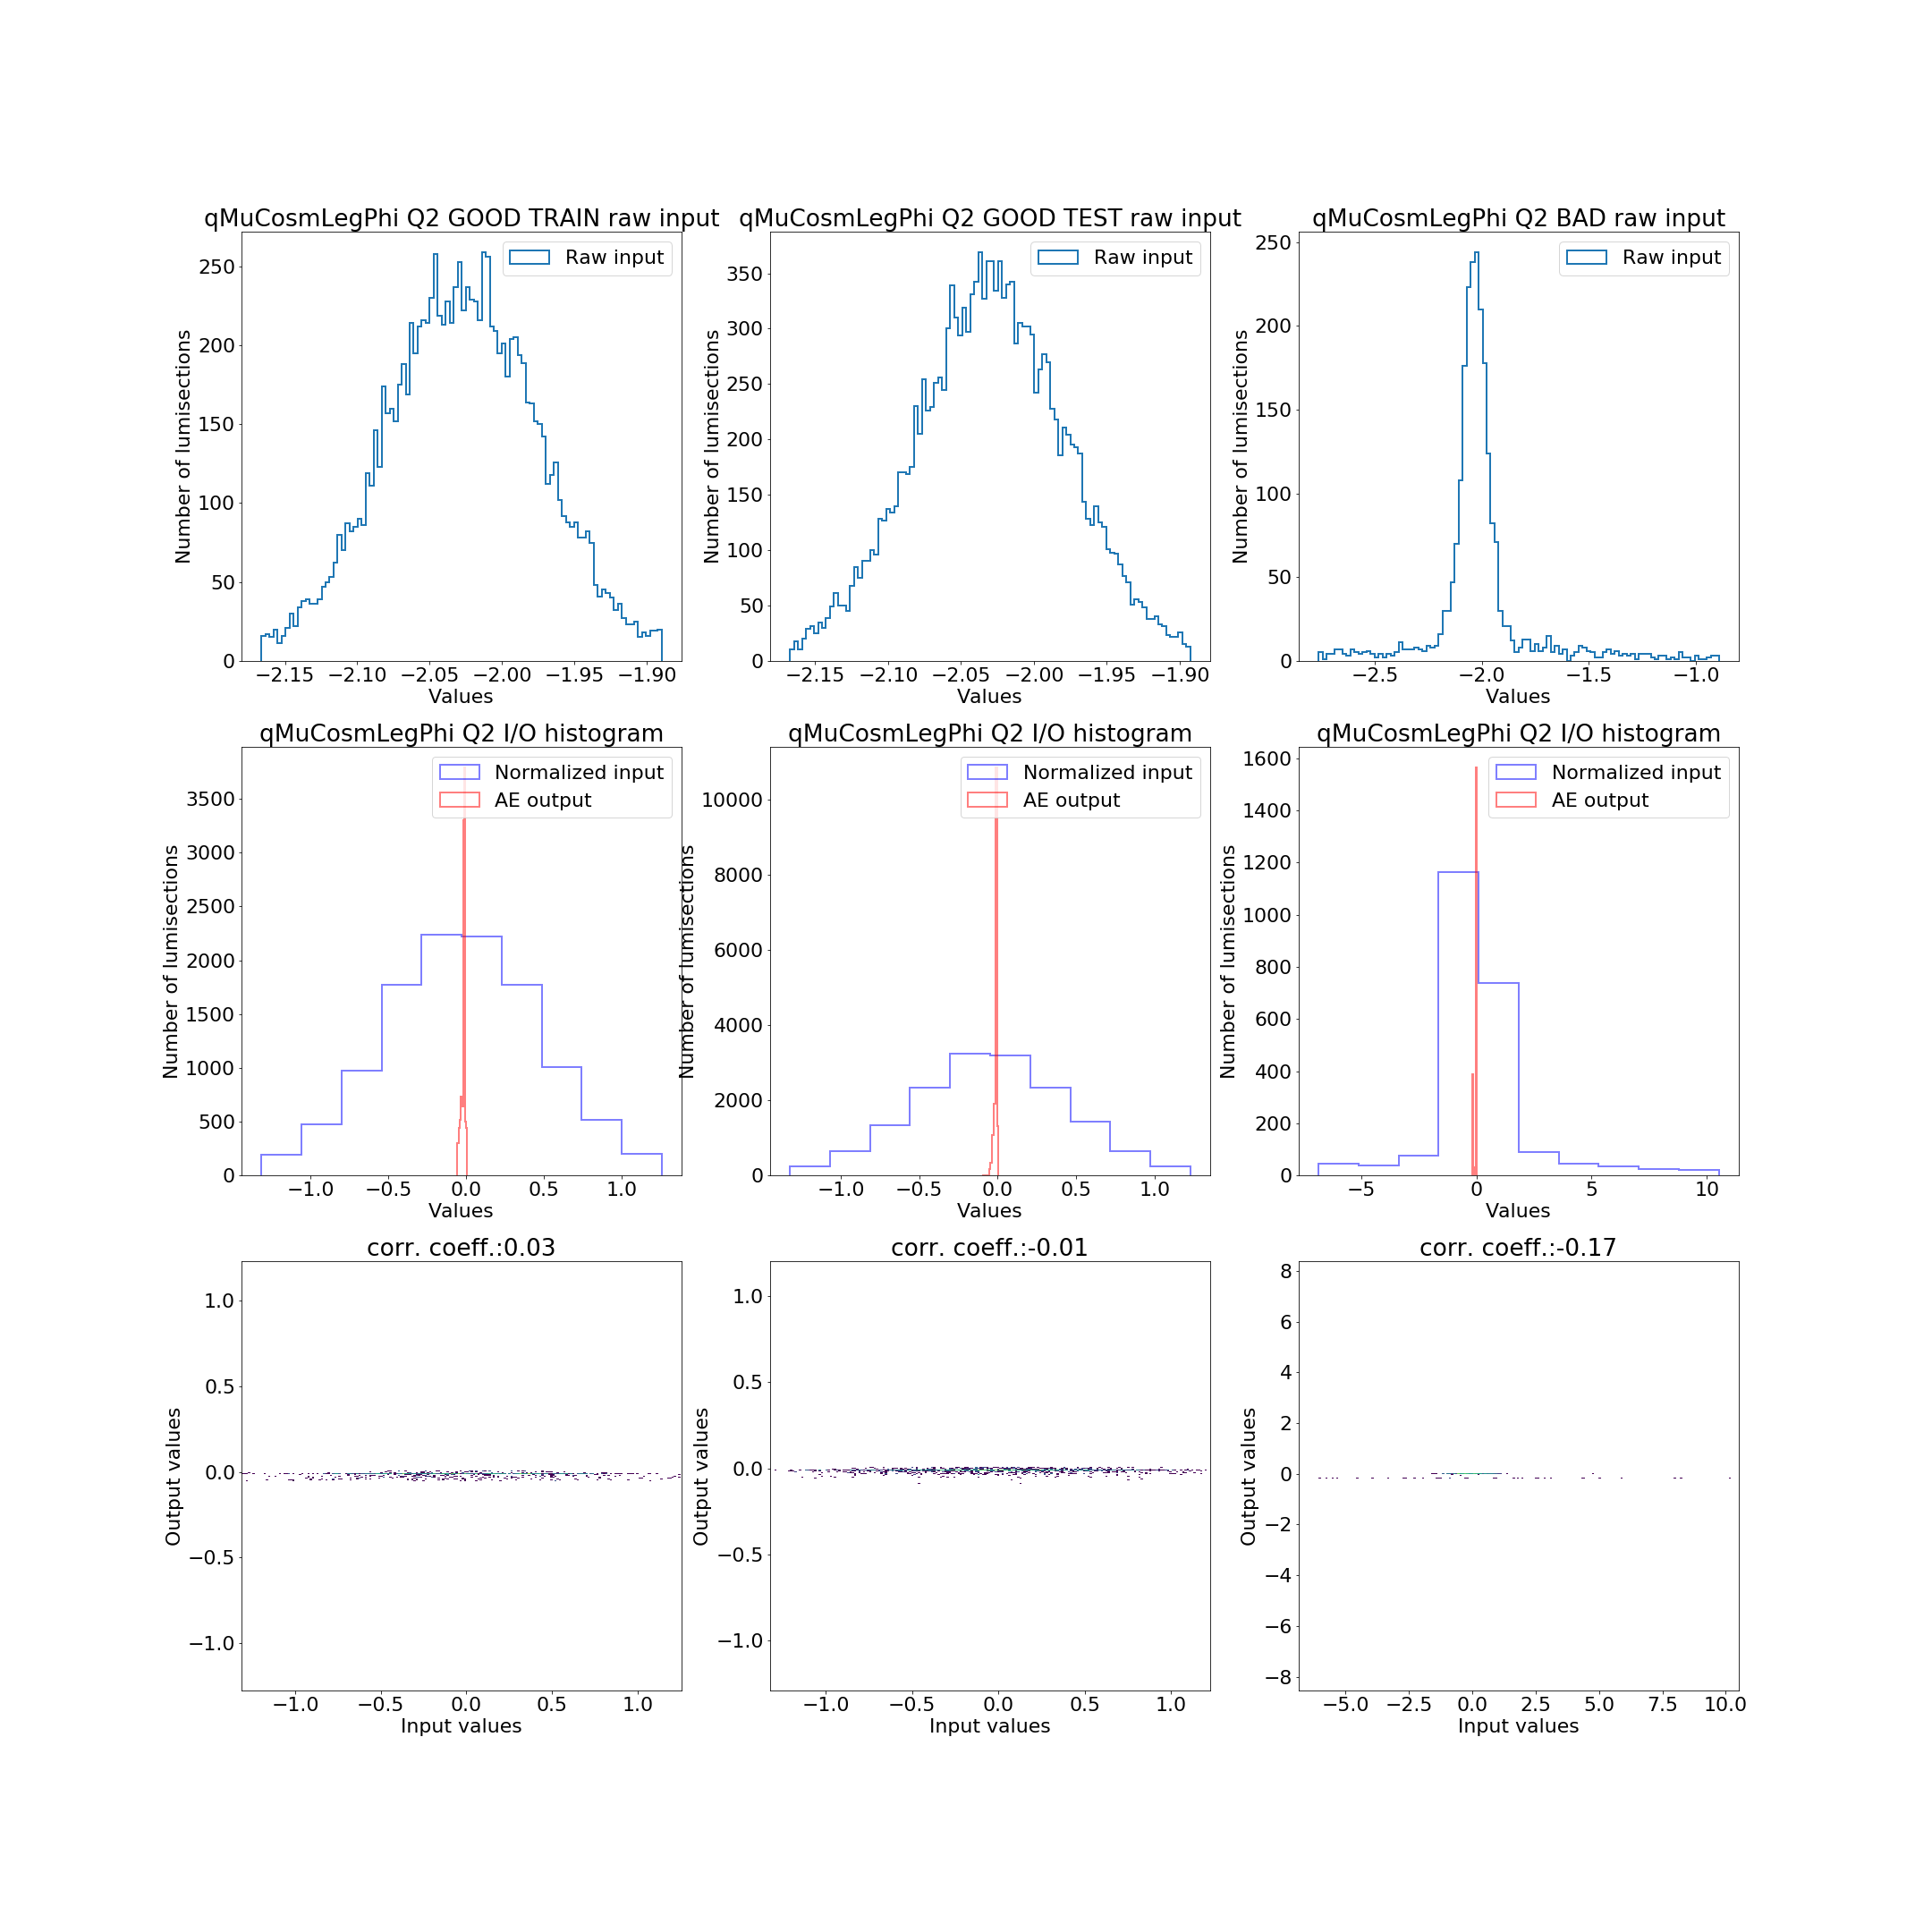 qMuCosmLegPhi Q2 GOOD TRAIN raw input
Raw input
Number of lumisections
250
200
150
100
50
0
−2.15 −2.10 −2.05 −2.00 −1.95 −1.90
Values
qMuCosmLegPhi Q2 GOOD TEST raw input
Raw input
Number of lumisections
350
300
250
200
150
100
50
0
−2.15 −2.10 −2.05 −2.00 −1.95 −1.90
Values
qMuCosmLegPhi Q2 BAD raw input
Raw input
Number of lumisections
250
200
150
100
50
0
−2.5 −2.0 −1.5 −1.0
Values
qMuCosmLegPhi Q2 I/O histogram
Normalized input
AE output
Number of lumisections
3500
3000
2500
2000
1500
1000
500
0
−1.0 −0.5 0.0 0.5 1.0
Values
qMuCosmLegPhi Q2 I/O histogram
Normalized input
AE output
Number of lumisections
10000
8000
6000
4000
2000
0
−1.0 −0.5 0.0 0.5 1.0
Values
qMuCosmLegPhi Q2 I/O histogram
Normalized input
AE output
Number of lumisections
1600
1400
1200
1000
800
600
400
200
0
−5 0 5 10
Values
corr. coeff.:0.03
Output values
1.0
0.5
0.0
−0.5
−1.0
−1.0 −0.5 0.0 0.5 1.0
Input values
corr. coeff.:-0.01
Output values
1.0
0.5
0.0
−0.5
−1.0
−1.0 −0.5 0.0 0.5 1.0
Input values
corr. coeff.:-0.17
Output values
8
6
4
2
0
−2
−4
−6
−8
−5.0 −2.5 0.0 2.5 5.0 7.5 10.0
Input values